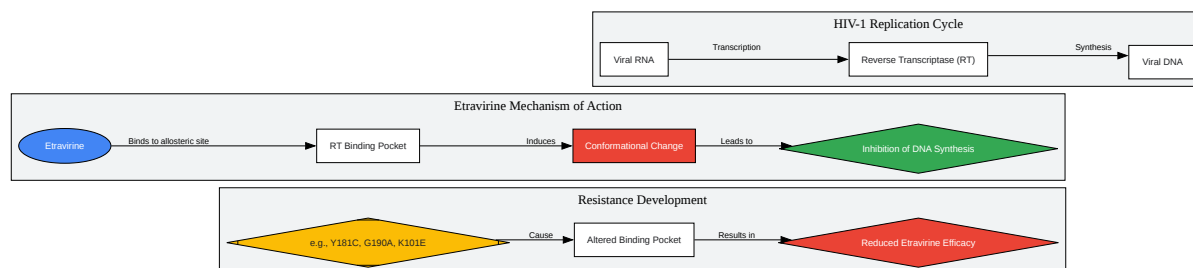 HIV-1 Replication Cycle
Viral RNA
Transcription
Reverse Transcriptase (RT)
Synthesis
Viral DNA
Etravirine Mechanism of Action
Etravirine
Binds to allosteric site
RT Binding Pocket
Induces
Conformational Change
Leads to
Inhibition of DNA Synthesis
Resistance Development
e.g., Y181C, G190A, K101E
Cause
Altered Binding Pocket
Results in
Reduced Etravirine Efficacy